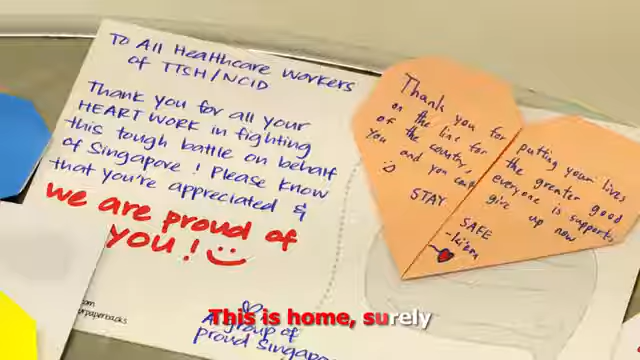 To All Healthcare Workers
of TTSH/NCID
Thank you for all your
HEART WORK in fighting
this tough battle on behalf
of Singapore! Please know
that you're appreciated &
we are proud of
you!
A group of
proud Singapo
Thank you for putting your lives
on the line for the greater good
of the country, everyone is supporting
you and you can't give up now
:D
STAY
SAFE
This is home, surely